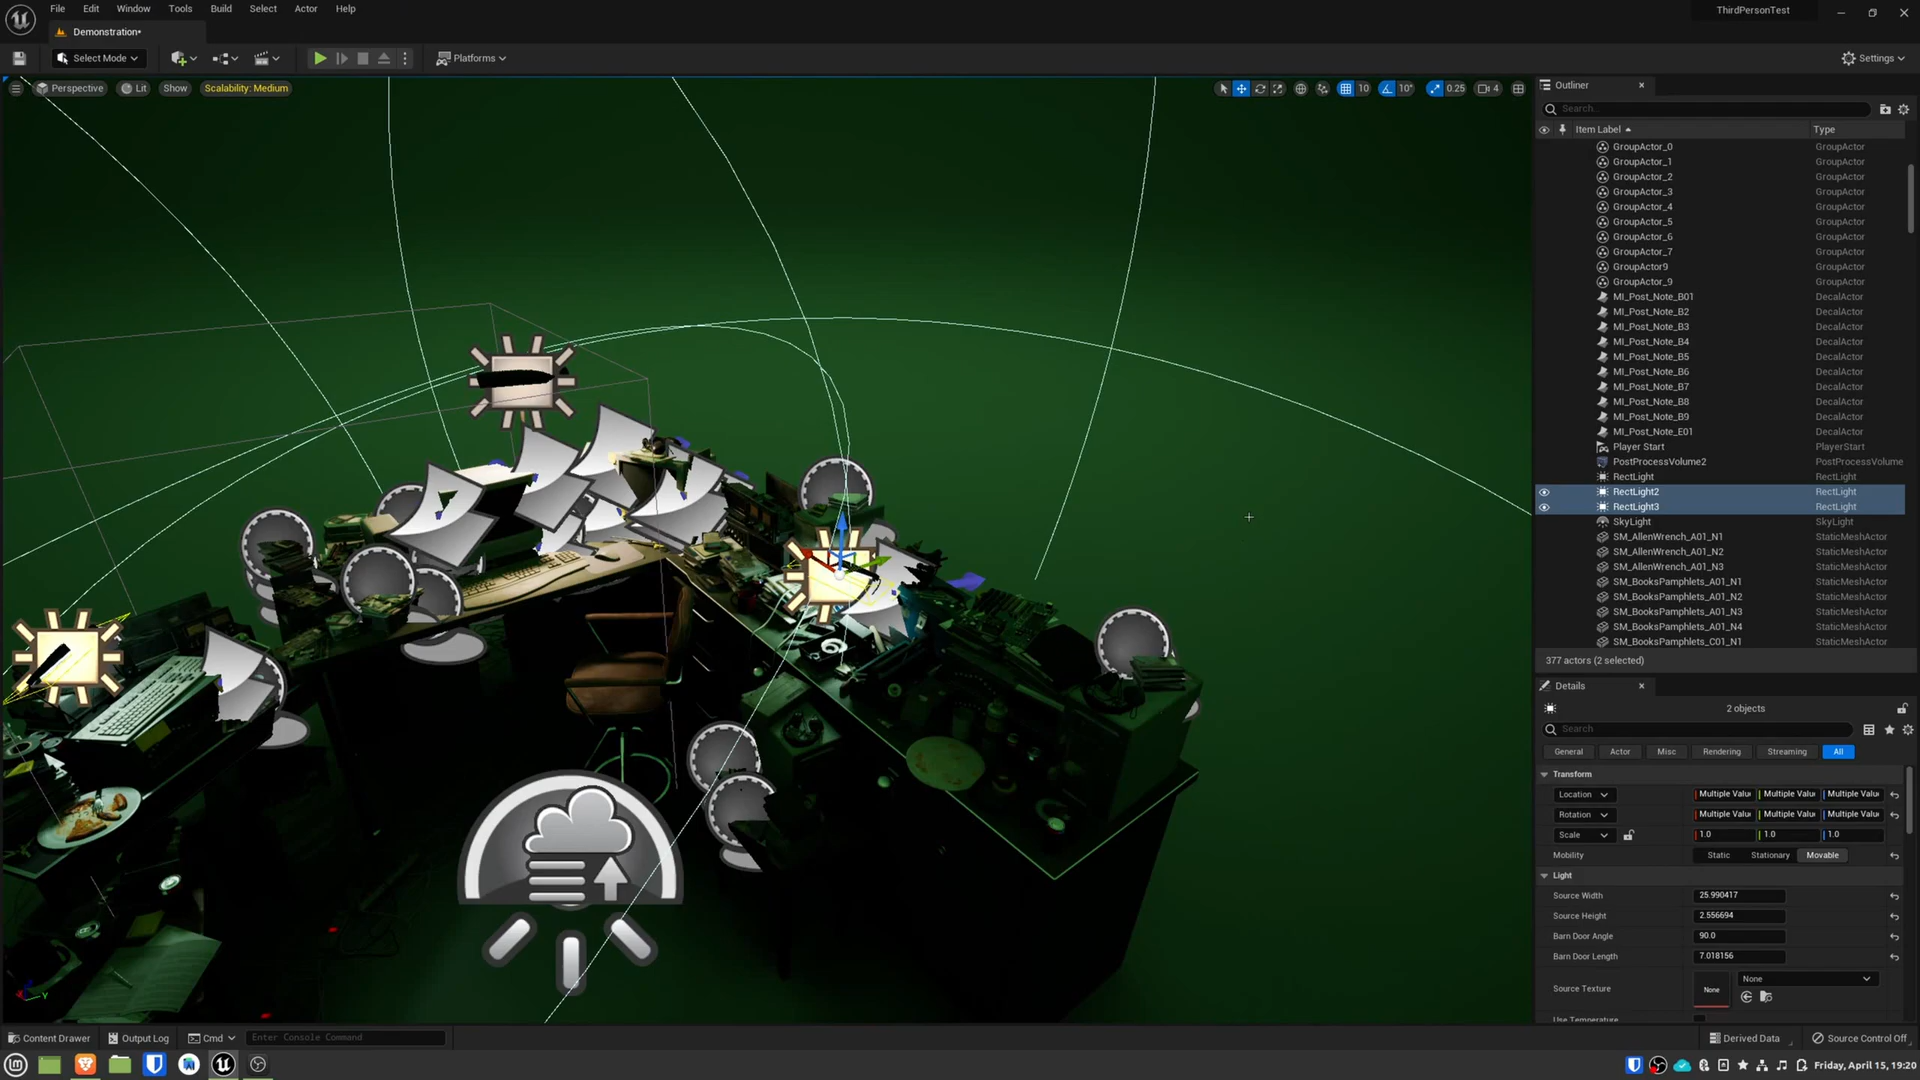 File Edit Window Tools Build Select Actor Help
ThirdPersonTest
Demonstration*
Select Mode
Platforms
Settings
Perspective Lit Show Scalability: Medium
10 10° 0.25 4
Outliner
Search...
Item Label Type
GroupActor_0 GroupActor
GroupActor_1 GroupActor
GroupActor_2 GroupActor
GroupActor_3 GroupActor
GroupActor_4 GroupActor
GroupActor_5 GroupActor
GroupActor_6 GroupActor
GroupActor_7 GroupActor
GroupActor9 GroupActor
GroupActor_9 GroupActor
MI_Post_Note_B01 DecalActor
MI_Post_Note_B2 DecalActor
MI_Post_Note_B3 DecalActor
MI_Post_Note_B4 DecalActor
MI_Post_Note_B5 DecalActor
MI_Post_Note_B6 DecalActor
MI_Post_Note_B7 DecalActor
MI_Post_Note_B8 DecalActor
MI_Post_Note_B9 DecalActor
MI_Post_Note_E01 DecalActor
Player Start PlayerStart
PostProcessVolume2 PostProcessVolume
RectLight RectLight
RectLight2 RectLight
RectLight3 RectLight
SkyLight SkyLight
SM_AllenWrench_A01_N1 StaticMeshActor
SM_AllenWrench_A01_N2 StaticMeshActor
SM_AllenWrench_A01_N3 StaticMeshActor
SM_BooksPamphlets_A01_N1 StaticMeshActor
SM_BooksPamphlets_A01_N2 StaticMeshActor
SM_BooksPamphlets_A01_N3 StaticMeshActor
SM_BooksPamphlets_A01_N4 StaticMeshActor
SM_BooksPamphlets_C01_N1 StaticMeshActor
377 actors (2 selected)
Details
2 objects
Search
General Actor Misc Rendering Streaming All
Transform
Location Multiple Valu Multiple Valu Multiple Valu
Rotation Multiple Valu Multiple Valu Multiple Valu
Scale 1.0 1.0 1.0
Mobility Static Stationary Movable
Light
Source Width 25.990417
Source Height 2.556694
Barn Door Angle 90.0
Barn Door Length 7.018156
Source Texture None None
Use Temperature
Z X Y
Content Drawer Output Log Cmd Enter Console Command
Derived Data Source Control Off
Friday, April 15, 19:20